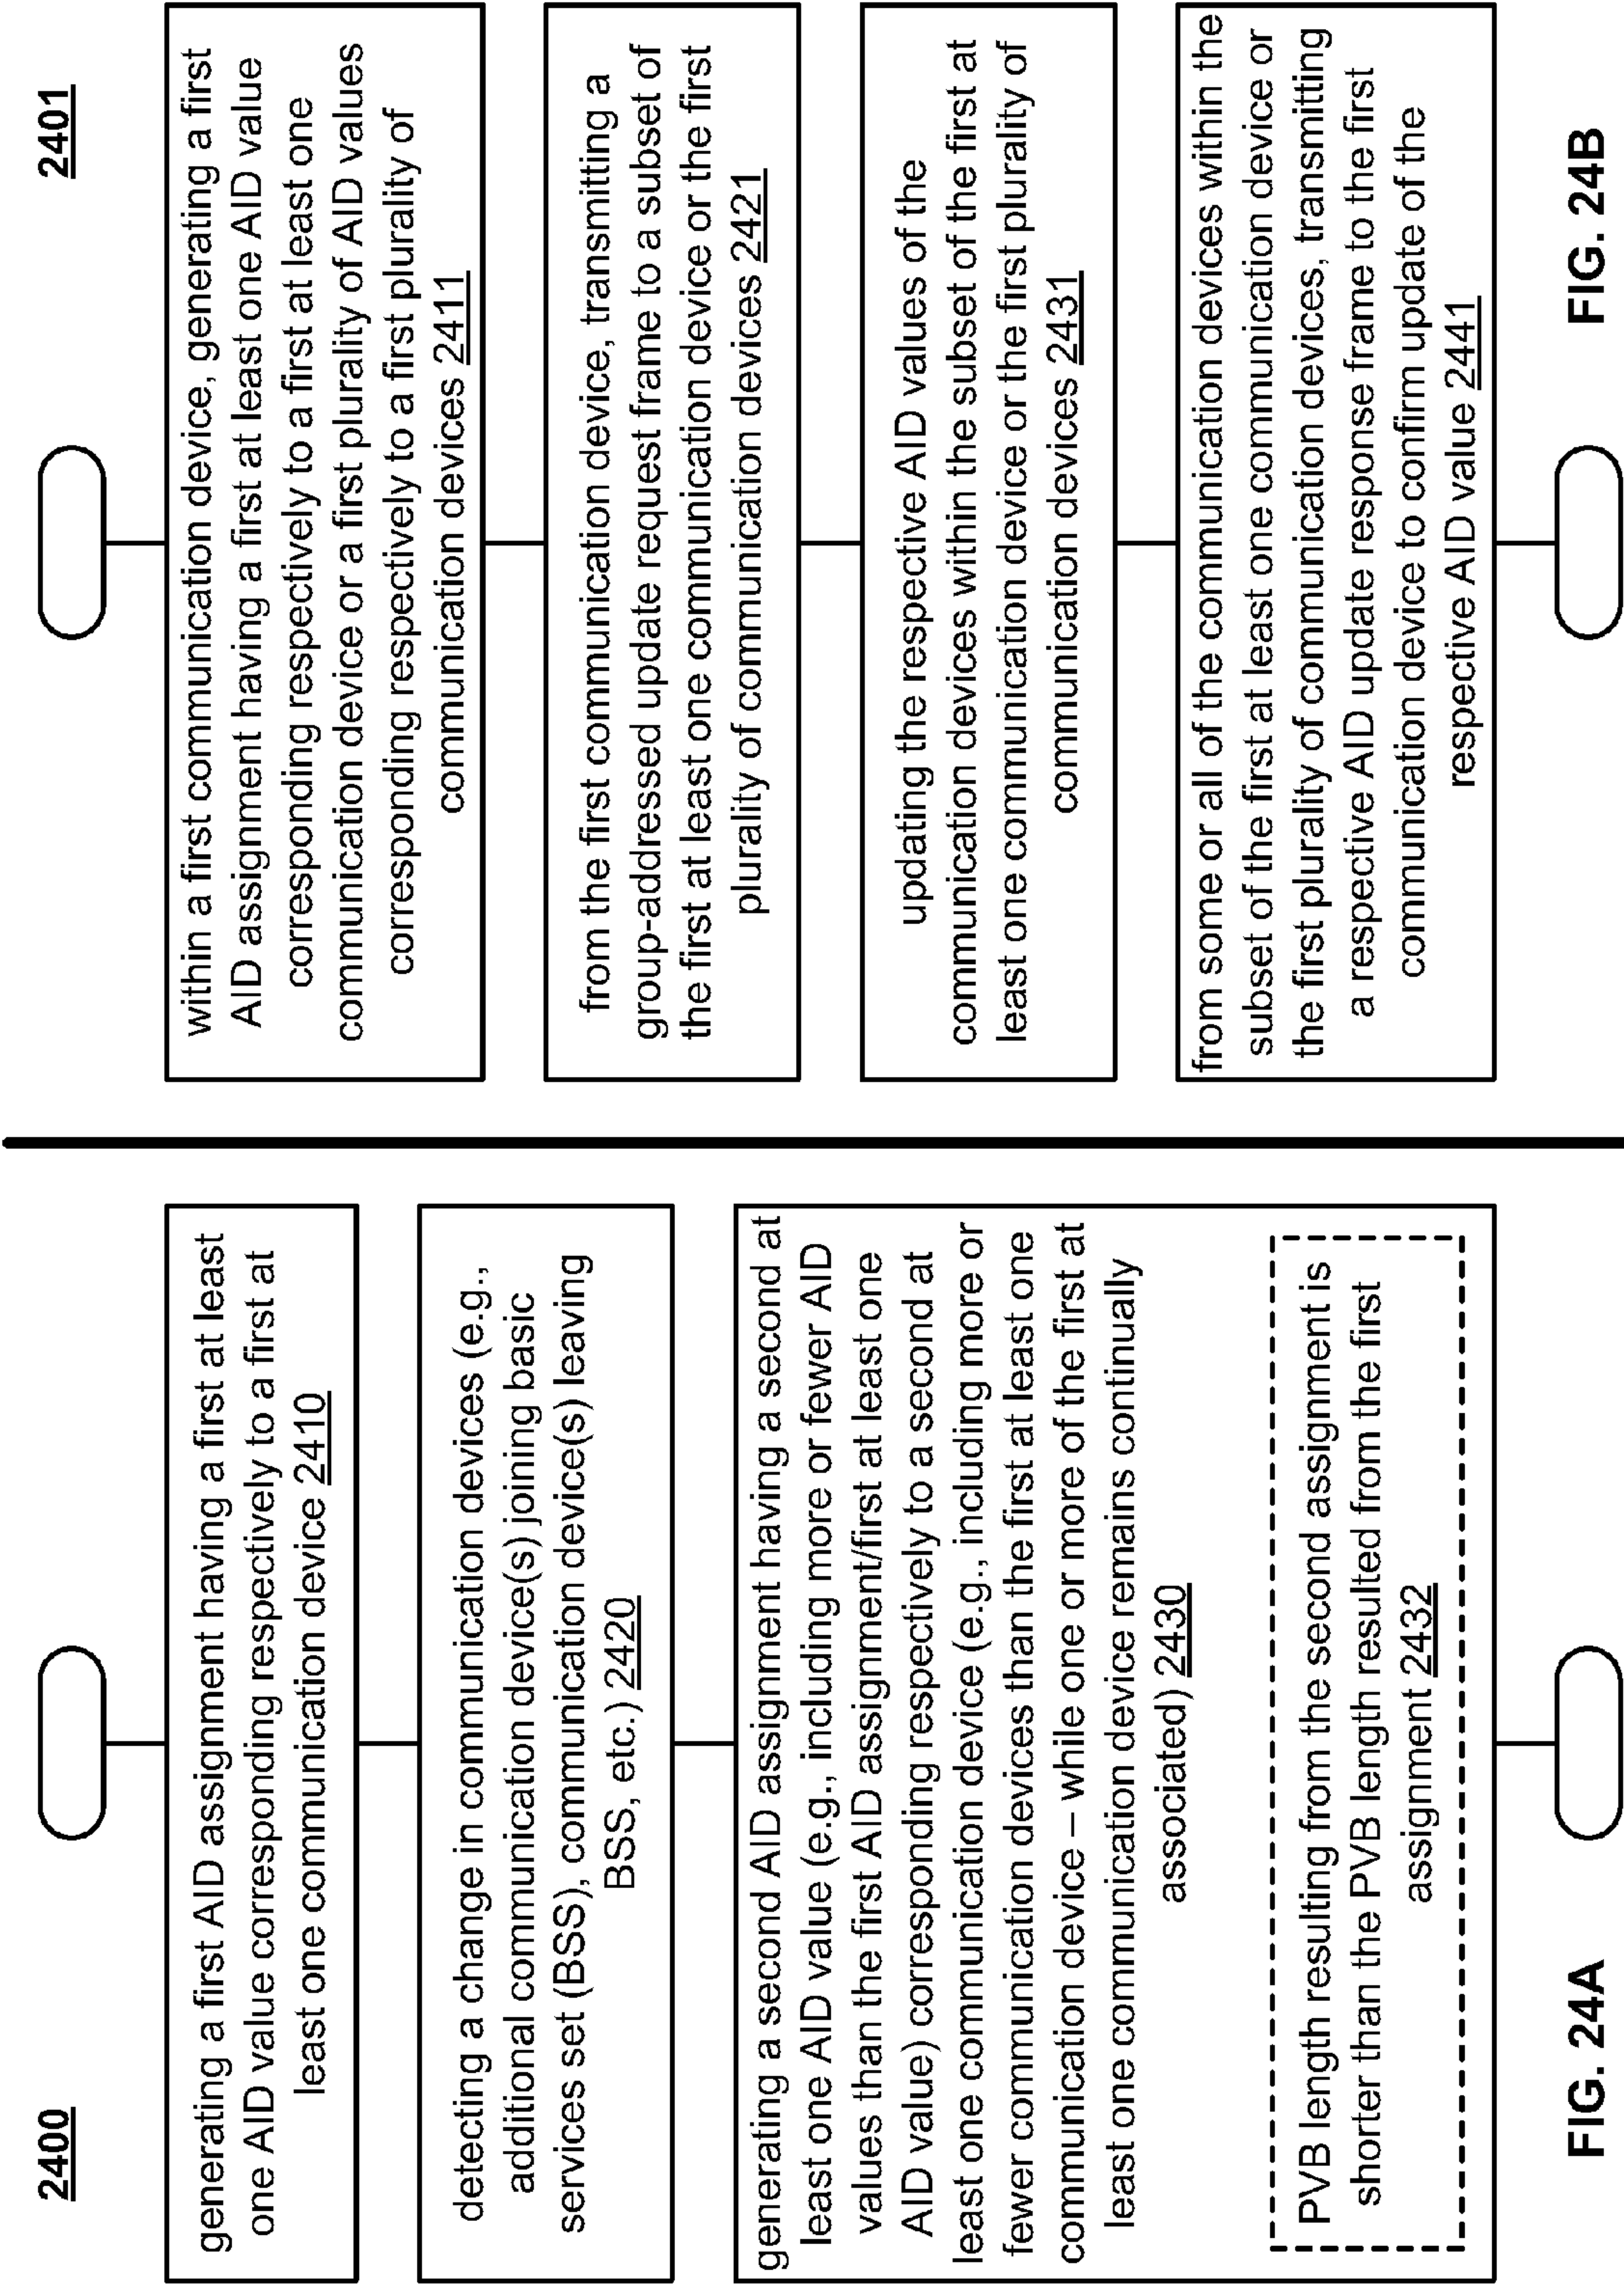 2400
generating a first AID assignment having a first at least
one AID value corresponding respectively to a first at
least one communication device 2410
detecting a change in communication devices (e.g.,
additional communication device(s) joining basic
services set (BSS), communication device(s) leaving
BSS, etc.) 2420
generating a second AID assignment having a second at
least one AID value (e.g., including more or fewer AID
values than the first AID assignment/first at least one
AID value) corresponding respectively to a second at
least one communication device (e.g., including more or
fewer communication devices than the first at least one
communication device – while one or more of the first at
least one communication device remains continually
associated) 2430
PVB length resulting from the second assignment is
shorter than the PVB length resulted from the first
assignment 2432
FIG. 24A
2401
within a first communication device, generating a first
AID assignment having a first at least one AID value
corresponding respectively to a first at least one
communication device or a first plurality of AID values
corresponding respectively to a first plurality of
communication devices 2411
from the first communication device, transmitting a
group-addressed update request frame to a subset of
the first at least one communication device or the first
plurality of communication devices 2421
updating the respective AID values of the
communication devices within the subset of the first at
least one communication device or the first plurality of
communication devices 2431
from some or all of the communication devices within the
subset of the first at least one communication device or
the first plurality of communication devices, transmitting
a respective AID update response frame to the first
communication device to confirm update of the
respective AID value 2441
FIG. 24B